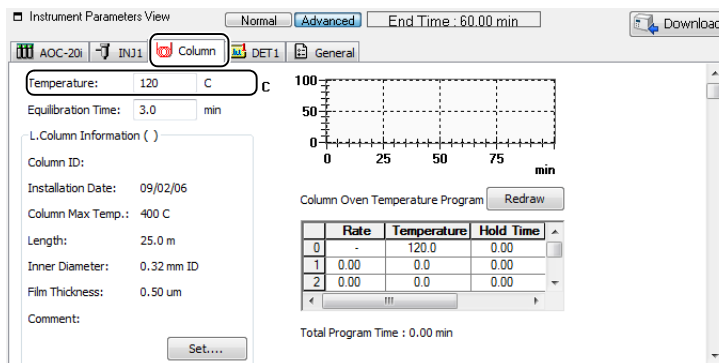 Instrument Parameters View Normal Advanced End Time : 60.00 min Download
AOC-20i INJ1 Column DET1 General
Temperature: 120 C C
Equilibration Time: 3.0 min
L.Column Information ( )
Column ID:
Installation Date: 09/02/06
Column Max Temp.: 400 C
Length: 25.0 m
Inner Diameter: 0.32 mm ID
Film Thickness: 0.50 um
Comment:
Set....
100
50
0
0 25 50 75
min
Column Oven Temperature Program Redraw
Rate Temperature Hold Time
0 - 120.0 0.00
1 0.00 0.0 0.00
2 0.00 0.0 0.00
Total Program Time : 0.00 min